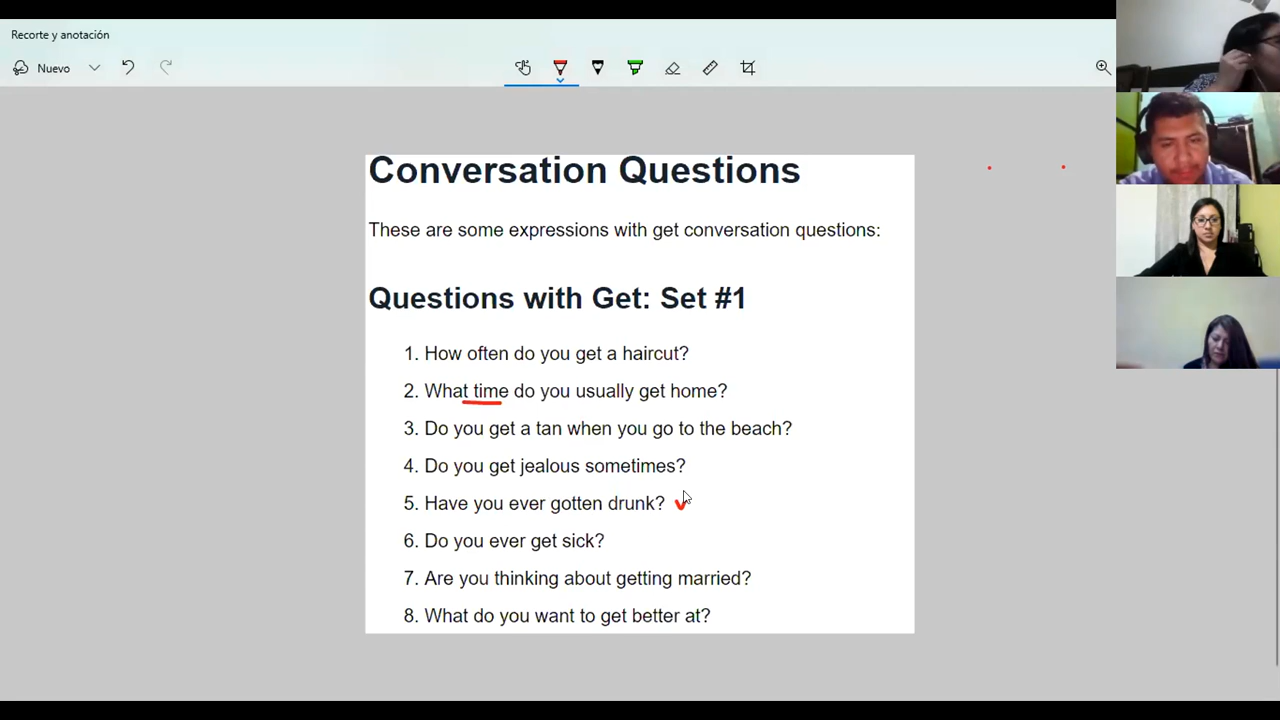 Recorte y anotación
Nuevo
Conversation Questions
These are some expressions with get conversation questions:
Questions with Get: Set #1
1. How often do you get a haircut?
2. What time do you usually get home?
3. Do you get a tan when you go to the beach?
4. Do you get jealous sometimes?
5. Have you ever gotten drunk?
6. Do you ever get sick?
7. Are you thinking about getting married?
8. What do you want to get better at?